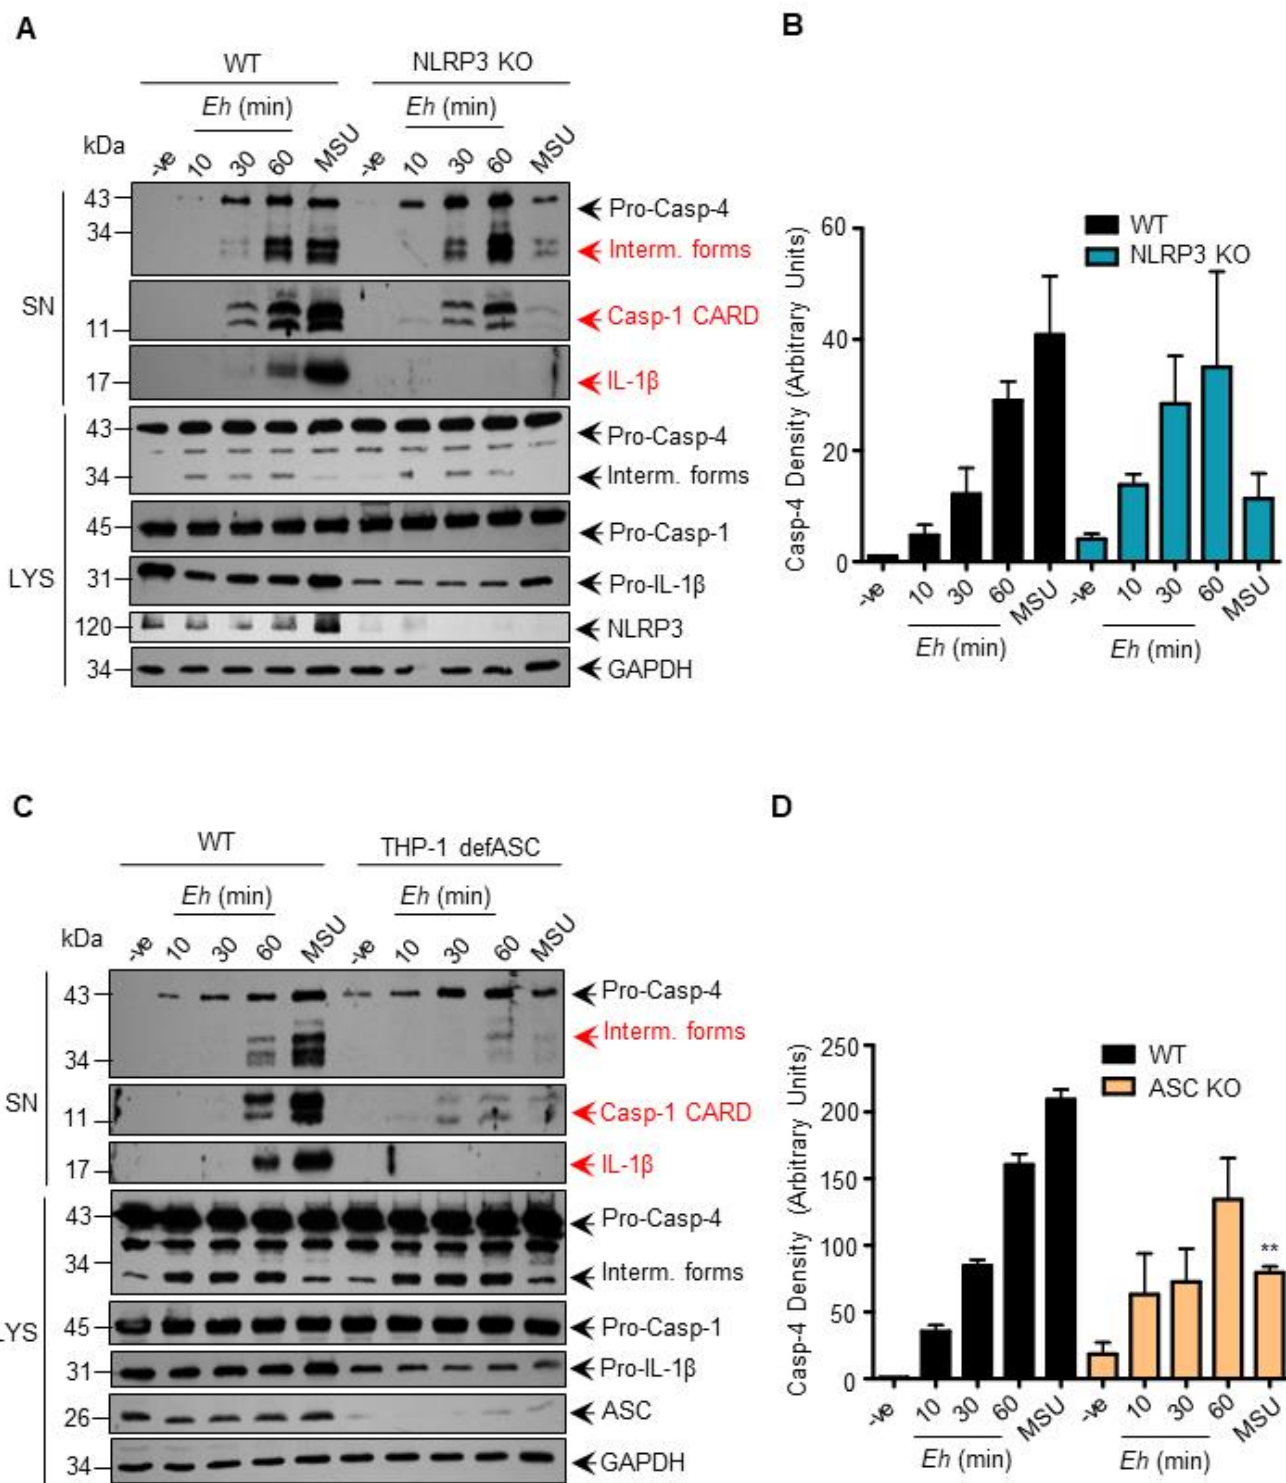 A
WT NLRP3 KO
Eh (min) Eh (min)
kDa -ve 10 30 60 MSU -ve 10 30 60 MSU
SN
43 Pro-Casp-4
34 Interm. forms
11 Casp-1 CARD
17 IL-1β
LYS
43 Pro-Casp-4
34 Interm. forms
45 Pro-Casp-1
31 Pro-IL-1β
120 NLRP3
34 GAPDH
B
Casp-4 Density (Arbitrary Units)
60
40
20
0
WT
NLRP3 KO
-ve 10 30 60 MSU -ve 10 30 60 MSU
Eh (min) Eh (min)
C
WT THP-1 defASC
Eh (min) Eh (min)
kDa -ve 10 30 60 MSU -ve 10 30 60 MSU
SN
43 Pro-Casp-4
Interm. forms
34
11 Casp-1 CARD
17 IL-1β
LYS
43 Pro-Casp-4
34
Interm. forms
45 Pro-Casp-1
31 Pro-IL-1β
26 ASC
34 GAPDH
D
Casp-4 Density (Arbitrary Units)
250
200
150
100
50
0
WT
ASC KO
**
-ve 10 30 60 MSU -ve 10 30 60 MSU
Eh (min) Eh (min)